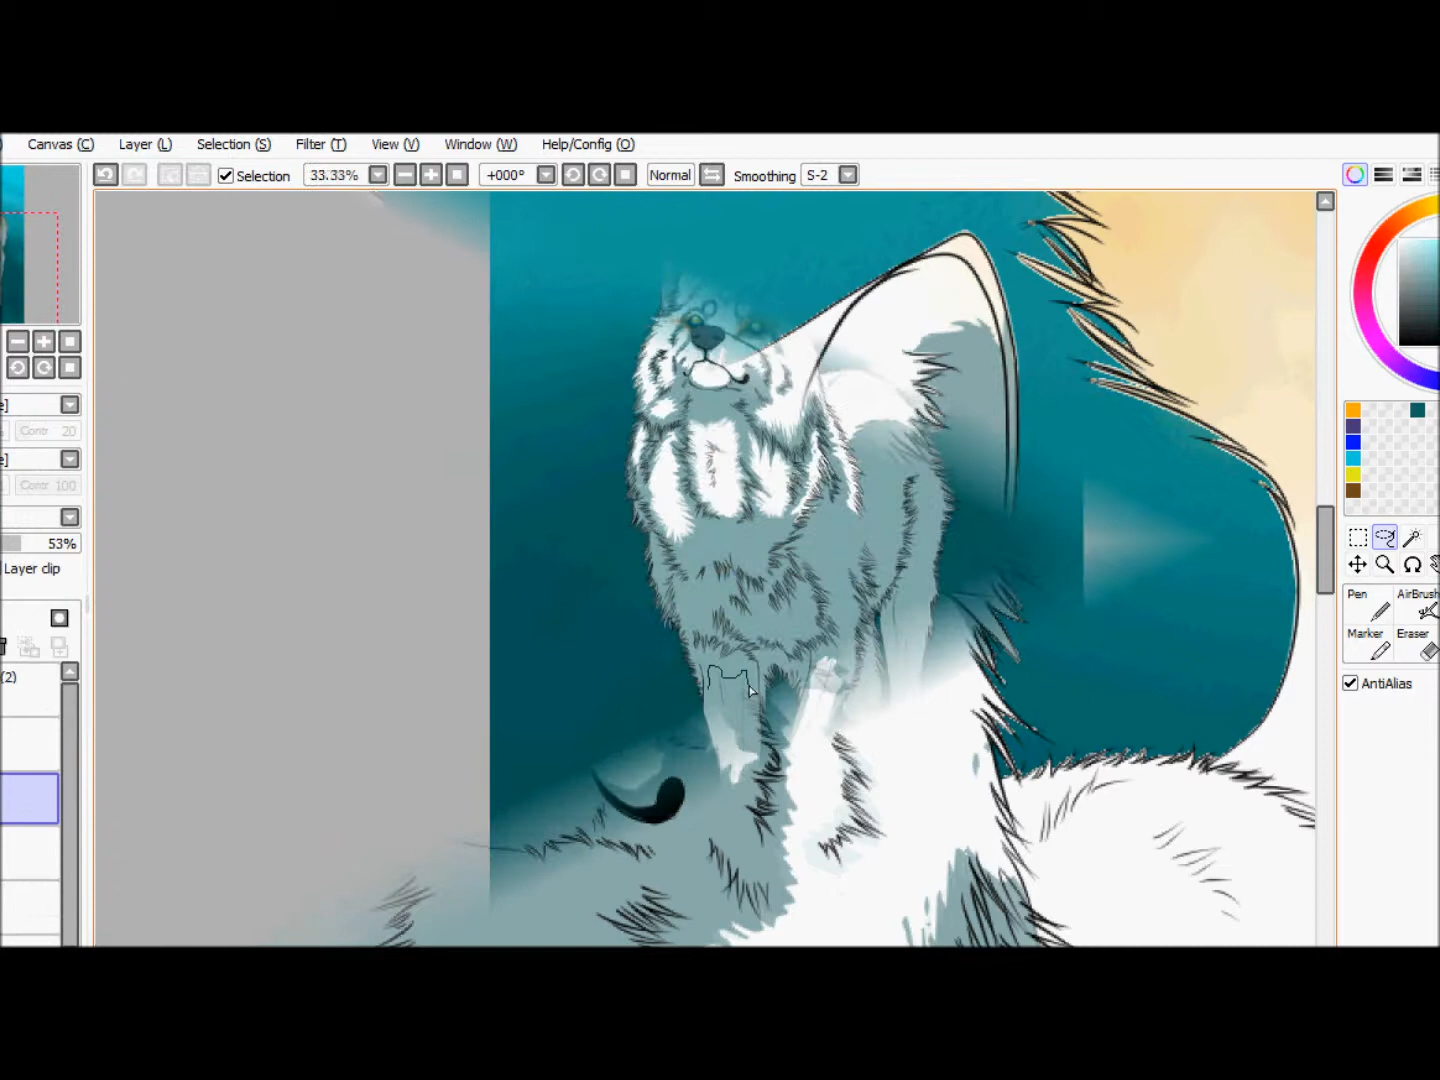 Canvas (C) Layer (L) Selection (S) Filter (T) View (V) Window (W) Help/Config (O)
Selection 33.33% +000° Normal Smoothing S-2
Contr 20
Contr 100
53%
Layer clip
(2)
Pen AirBrush
Marker Eraser
AntiAlias